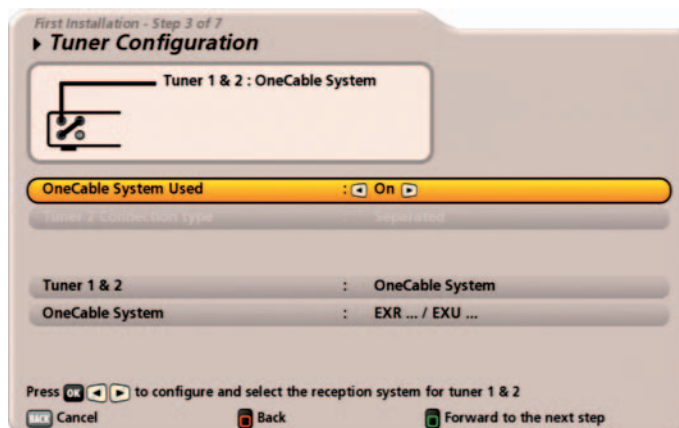 First Installation - Step 3 of 7
Tuner Configuration
Tuner 1 & 2 : OneCable System
OneCable System Used : On
Tuner 2 Connection type : Separated
Tuner 1 & 2 : OneCable System
OneCable System : EXR ... / EXU ...
Press OK to configure and select the reception system for tuner 1 & 2
BACK Cancel Back Forward to the next step